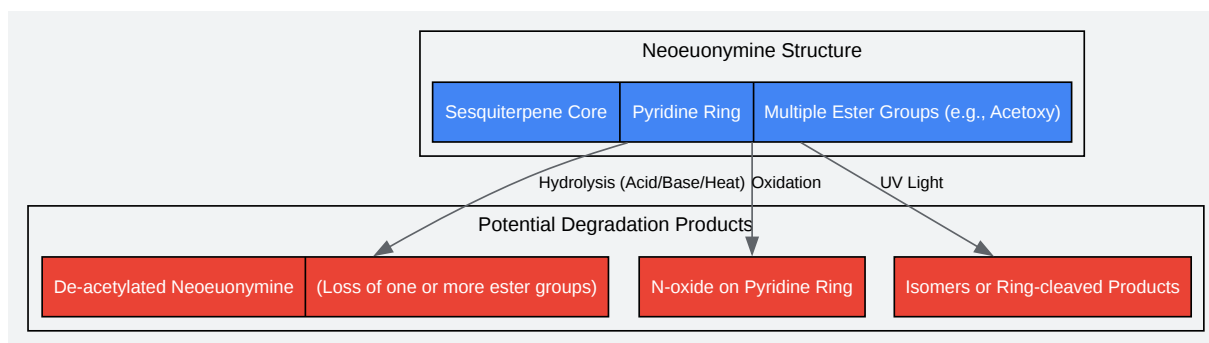 Neoeuonymine Structure
Sesquiterpene Core
Pyridine Ring
Multiple Ester Groups (e.g., Acetoxy)
Hydrolysis (Acid/Base/Heat)
Oxidation
UV Light
Potential Degradation Products
De-acetylated Neoeuonymine
(Loss of one or more ester groups)
N-oxide on Pyridine Ring
Isomers or Ring-cleaved Products